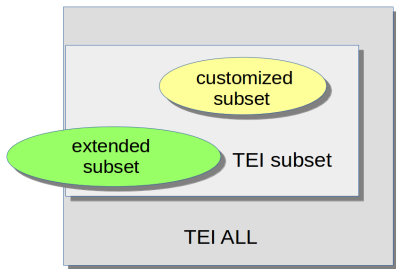 customized
subset
extended
subset
TEI subset
TEI ALL